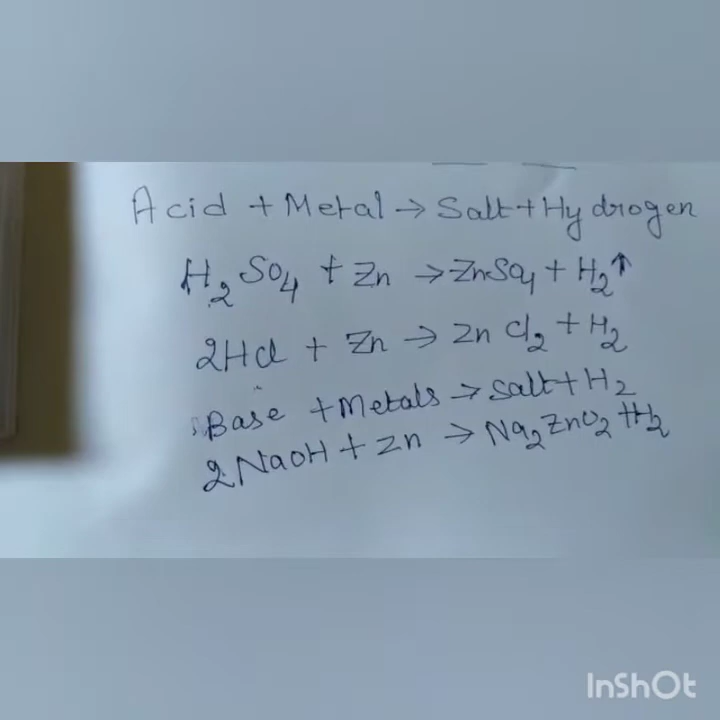 Acid + Metal → Salt + Hydrogen
H₂SO₄ + Zn → ZnSO₄ + H₂↑
2HCl + Zn → ZnCl₂ + H₂
Base + Metals → Salt + H₂
2NaOH + Zn → Na₂ZnO₂ + H₂
InShOt